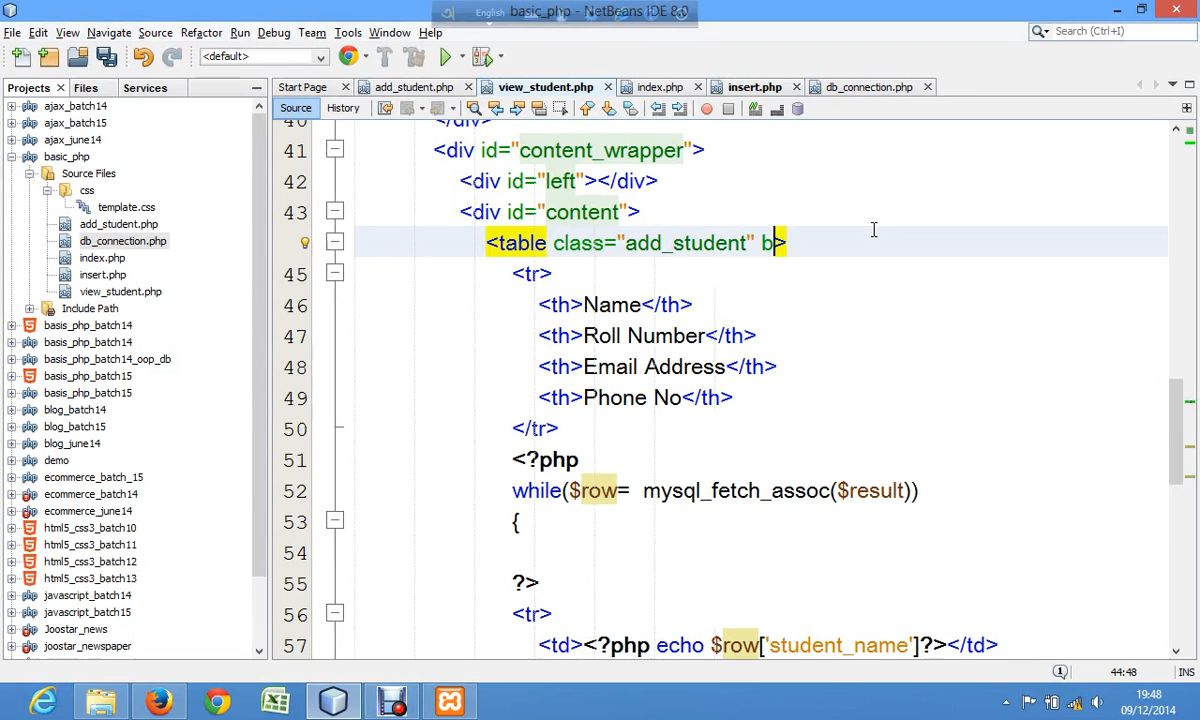 English
basic_php - NetBeans IDE 8.0
File Edit View Navigate Source Refactor Run Debug Team Tools Window Help
Search (Ctrl+I)
<default>
Projects Files Services
Start Page add_student.php view_student.php index.php insert.php db_connection.php
Source History
ajax_batch14
ajax_batch15
ajax_june14
basic_php
Source Files
css
template.css
add_student.php
db_connection.php
index.php
insert.php
view_student.php
Include Path
basis_php_batch14
basis_php_batch14
basis_php_batch14_oop_db
basis_php_batch15
basic_php_batch15
blog_batch14
blog_batch15
blog_june14
demo
ecommerce_batch_15
ecommerce_batch14
ecommerce_june14
html5_css3_batch10
html5_css3_batch11
html5_css3_batch12
html5_css3_batch13
javascript_batch14
javascript_batch15
Joostar_news
joostar_newspaper
40 </div>
41 <div id="content_wrapper">
42 <div id="left"></div>
43 <div id="content">
<table class="add_student" b>
45 <tr>
46 <th>Name</th>
47 <th>Roll Number</th>
48 <th>Email Address</th>
49 <th>Phone No</th>
50 </tr>
51 <?php
52 while($row= mysql_fetch_assoc($result))
53 {
54
55 ?>
56 <tr>
57 <td><?php echo $row['student_name']?></td>
1
44:48 INS
19:48
09/12/2014